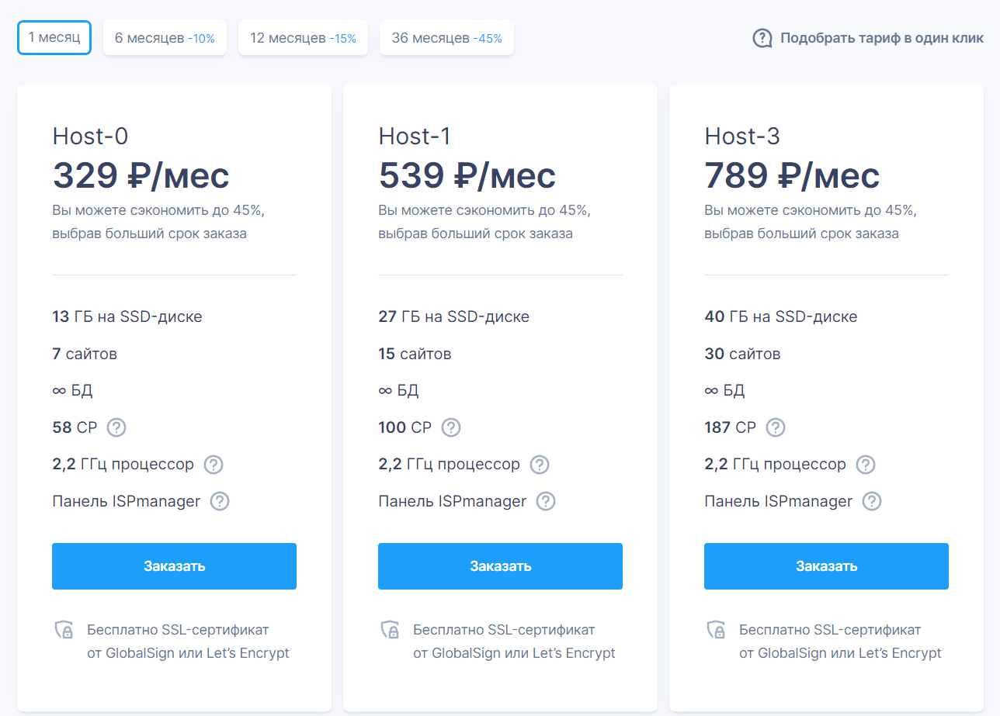 1 месяц
6 месяцев -10%
12 месяцев -15%
36 месяцев -45%
Подобрать тариф в один клик
Host-0
329 ₽/мес
Вы можете сэкономить до 45%,
выбрав больший срок заказа
13 ГБ на SSD-диске
7 сайтов
∞ БД
58 CP
2,2 ГГц процессор
Панель ISPmanager
Заказать
Бесплатно SSL-сертификат
от GlobalSign или Let’s Encrypt
Host-1
539 ₽/мес
Вы можете сэкономить до 45%,
выбрав больший срок заказа
27 ГБ на SSD-диске
15 сайтов
∞ БД
100 CP
2,2 ГГц процессор
Панель ISPmanager
Заказать
Бесплатно SSL-сертификат
от GlobalSign или Let’s Encrypt
Host-3
789 ₽/мес
Вы можете сэкономить до 45%,
выбрав больший срок заказа
40 ГБ на SSD-диске
30 сайтов
∞ БД
187 CP
2,2 ГГц процессор
Панель ISPmanager
Заказать
Бесплатно SSL-сертификат
от GlobalSign или Let’s Encrypt